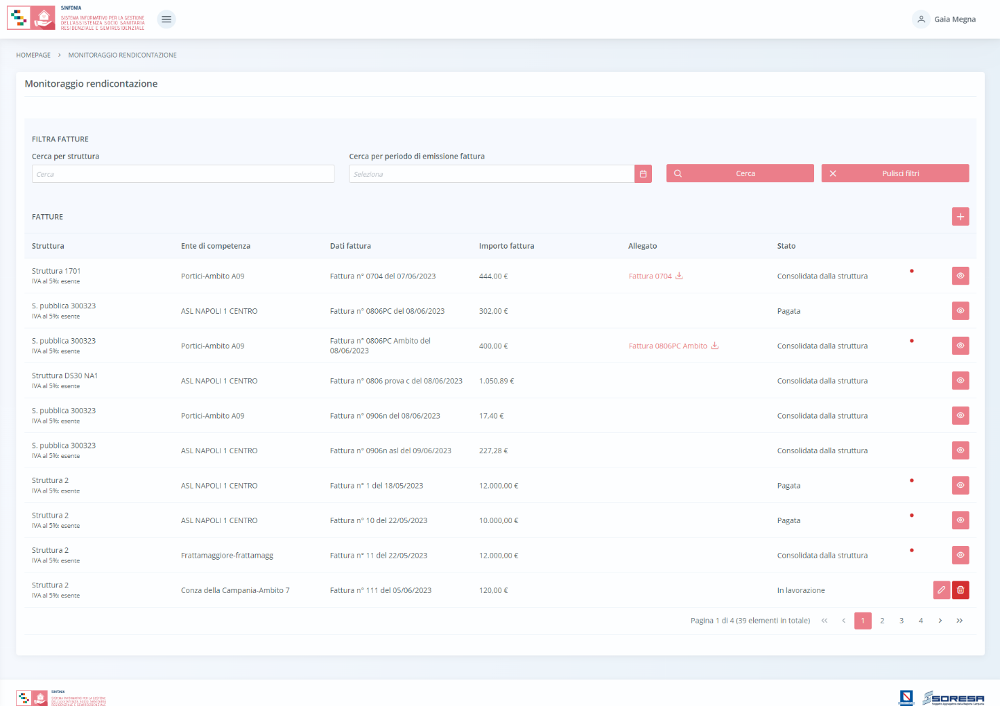 SINFONIA
SISTEMA INFORMATIVO PER LA GESTIONE
DELL'ASSISTENZA SOCIO SANITARIA
RESIDENZIALE E SEMIRESIDENZIALE
Gaia Megna
HOMEPAGE > MONITORAGGIO RENDICONTAZIONE
Monitoraggio rendicontazione
FILTRA FATTURE
Cerca per struttura
Cerca per periodo di emissione fattura
Cerca
Seleziona
Cerca
Pulisci filtri
FATTURE
Struttura Ente di competenza Dati fattura Importo fattura Allegato Stato
Struttura 1701
IVA al 5%: esente
Portici-Ambito A09
Fattura n° 0704 del 07/06/2023
444,00 €
Fattura 0704
Consolidata dalla struttura
S. pubblica 300323
IVA al 5%: esente
ASL NAPOLI 1 CENTRO
Fattura n° 0806PC del 08/06/2023
302,00 €
Pagata
S. pubblica 300323
IVA al 5%: esente
Portici-Ambito A09
Fattura n° 0806PC Ambito del
08/06/2023
400,00 €
Fattura 0806PC Ambito
Consolidata dalla struttura
Struttura DS30 NA1
IVA al 5%: esente
ASL NAPOLI 1 CENTRO
Fattura n° 0806 prova c del 08/06/2023
1.050,89 €
Consolidata dalla struttura
S. pubblica 300323
IVA al 5%: esente
Portici-Ambito A09
Fattura n° 0906n del 08/06/2023
17,40 €
Consolidata dalla struttura
S. pubblica 300323
IVA al 5%: esente
ASL NAPOLI 1 CENTRO
Fattura n° 0906n asl del 09/06/2023
227,28 €
Consolidata dalla struttura
Struttura 2
IVA al 5%: esente
ASL NAPOLI 1 CENTRO
Fattura n° 1 del 18/05/2023
12.000,00 €
Pagata
Struttura 2
IVA al 5%: esente
ASL NAPOLI 1 CENTRO
Fattura n° 10 del 22/05/2023
10.000,00 €
Pagata
Struttura 2
IVA al 5%: esente
Frattamaggiore-frattamagg
Fattura n° 11 del 22/05/2023
12.000,00 €
Consolidata dalla struttura
Struttura 2
IVA al 5%: esente
Conza della Campania-Ambito 7
Fattura n° 111 del 05/06/2023
120,00 €
In lavorazione
Pagina 1 di 4 (39 elementi in totale) « ‹ 1 2 3 4 › »
SINFONIA
SISTEMA INFORMATIVO PER LA GESTIONE
DELL'ASSISTENZA SOCIO SANITARIA
RESIDENZIALE E SEMIRESIDENZIALE
SORESA
Soggetto Aggregatore della Regione Campania